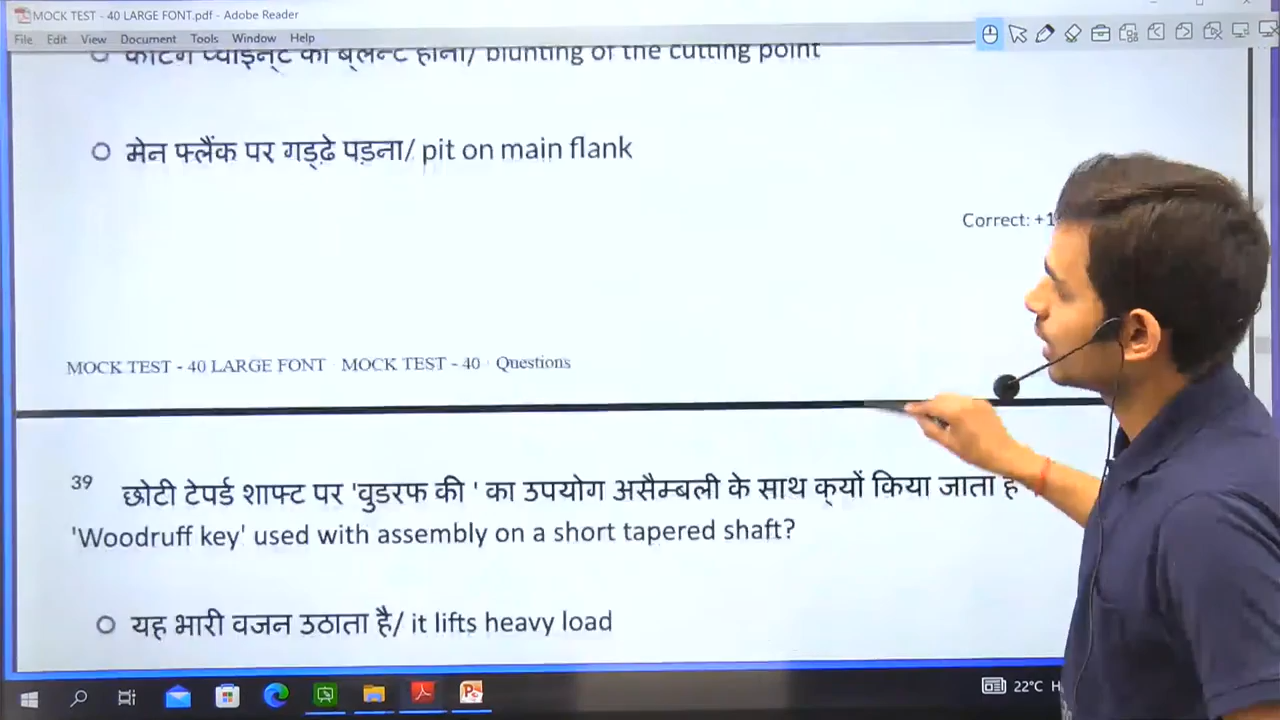 MOCK TEST - 40 LARGE FONT.pdf - Adobe Reader
File Edit View Document Tools Window Help
कटिंग प्वाइन्ट का ब्लन्ट होना/ blunting of the cutting point
मेन फ्लैंक पर गड्ढे पड़ना/ pit on main flank
Correct: +1
MOCK TEST - 40 LARGE FONT MOCK TEST - 40 Questions
39 छोटी टेपर्ड शाफ्ट पर 'वुडरफ की ' का उपयोग असैम्बली के साथ क्यों किया जाता है
'Woodruff key' used with assembly on a short tapered shaft?
यह भारी वजन उठाता है/ it lifts heavy load
22°C